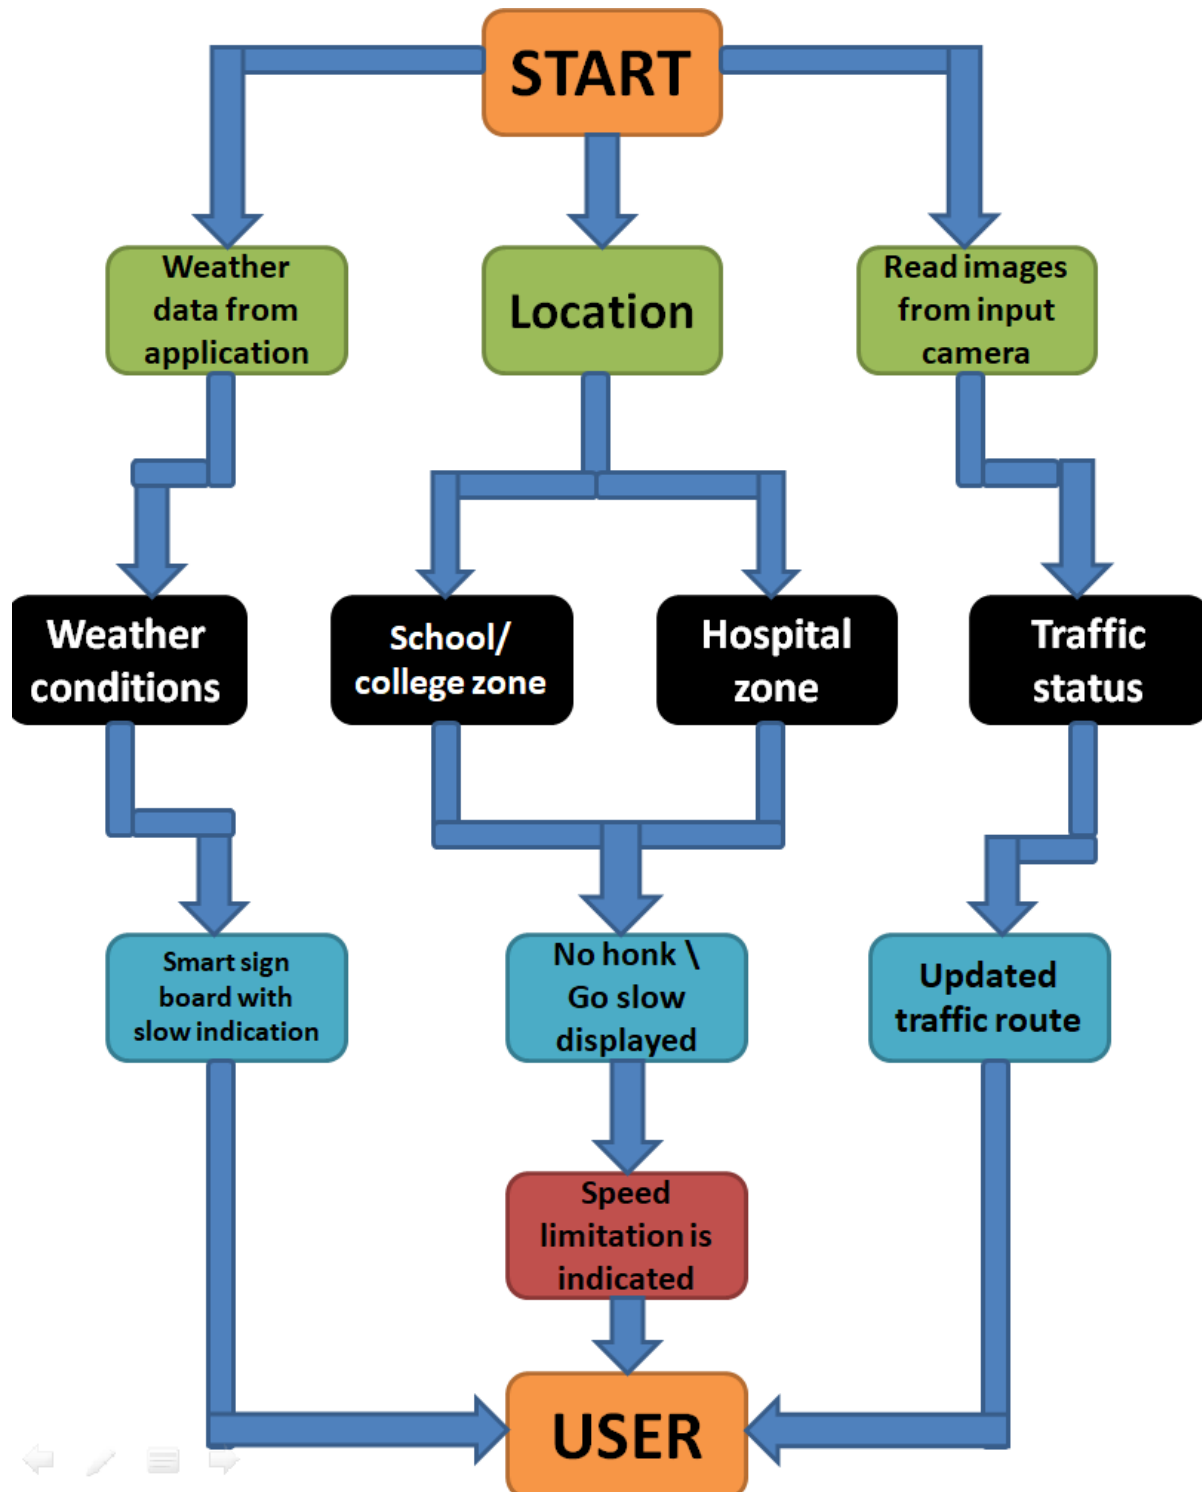 START
Weather
data from
application
Location
Read images
from input
camera
Weather
conditions
School/
college zone
Hospital
zone
Traffic
status
Smart sign
board with
slow indication
No honk \
Go slow
displayed
Updated
traffic route
Speed
limitation is
indicated
USER